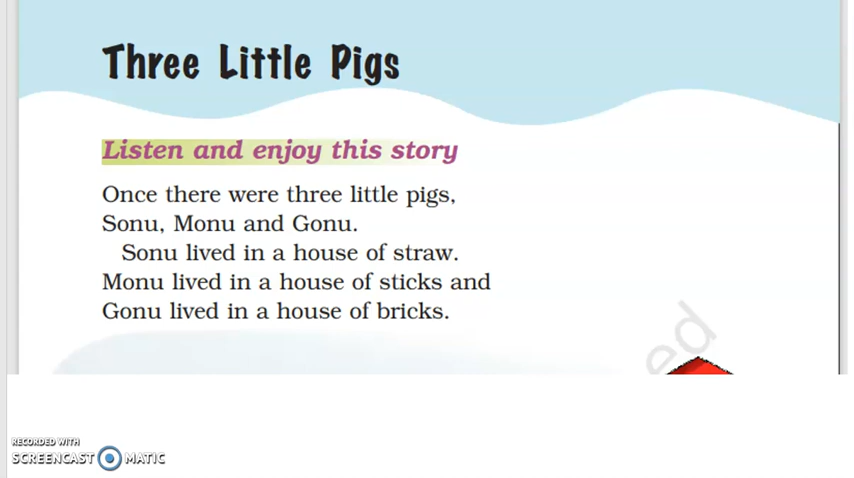 Three Little Pigs
Listen and enjoy this story
Once there were three little pigs,
Sonu, Monu and Gonu.
Sonu lived in a house of straw.
Monu lived in a house of sticks and
Gonu lived in a house of bricks.
RECORDED WITH
SCREENCAST MATIC